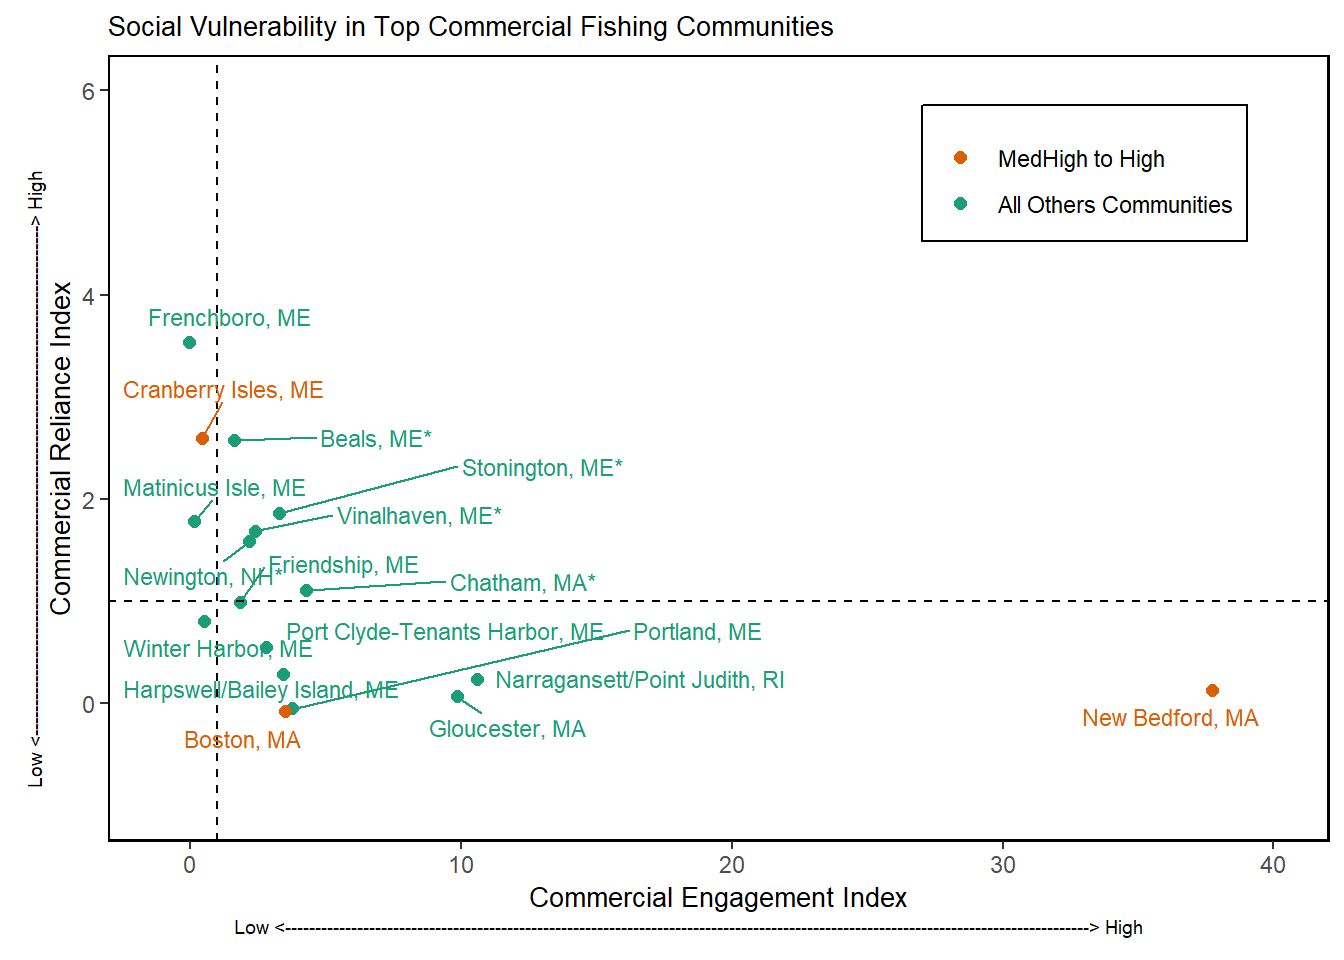 Social Vulnerability in Top Commercial Fishing Communities
6
4
2
0
Low <-----------------------------------------------------> High
Commercial Reliance Index
MedHigh to High
All Others Communities
Frenchboro, ME
Cranberry Isles, ME
Beals, ME*
Stonington, ME*
Matinicus Isle, ME
Vinalhaven, ME*
Friendship, ME
Newington, NH*
Chatham, MA*
Port Clyde-Tenants Harbor, ME
Portland, ME
Winter Harbor, ME
Narragansett/Point Judith, RI
Harpswell/Bailey Island, ME
New Bedford, MA
Gloucester, MA
Boston, MA
0 10 20 30 40
Commercial Engagement Index
Low <-----------------------------------------------------> High